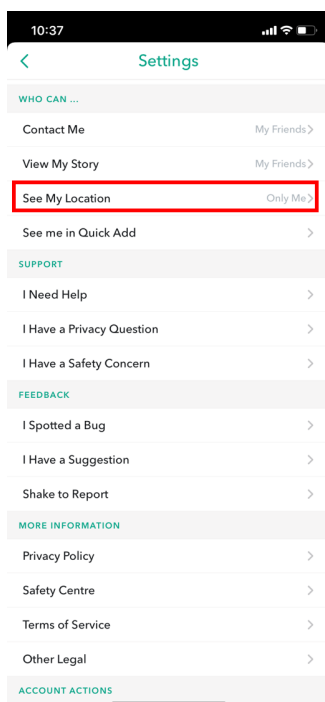 10:37
Settings
WHO CAN ...
Contact Me My Friends
View My Story My Friends
See My Location Only Me
See me in Quick Add
SUPPORT
I Need Help
I Have a Privacy Question
I Have a Safety Concern
FEEDBACK
I Spotted a Bug
I Have a Suggestion
Shake to Report
MORE INFORMATION
Privacy Policy
Safety Centre
Terms of Service
Other Legal
ACCOUNT ACTIONS